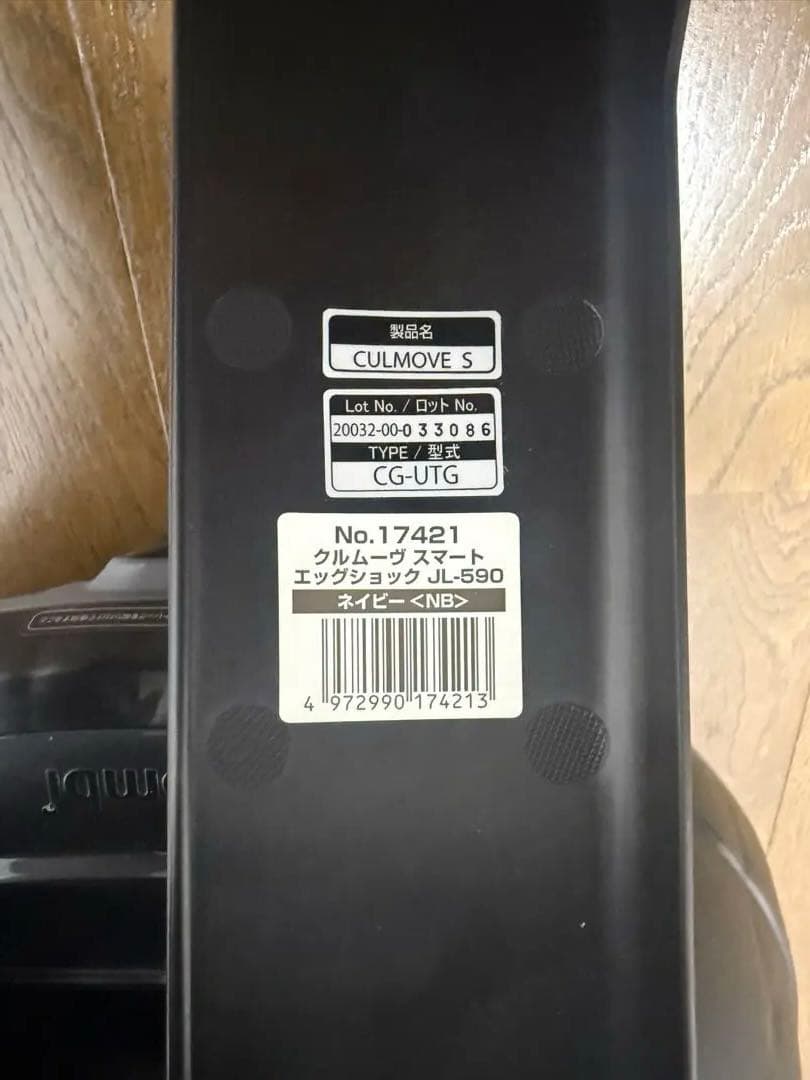 製品名
CULMOVE S
Lot No. / ロット No.
20032-00-033086
TYPE / 型式
CG-UTG
No.17421
クルムーヴ スマート
エッグショック JL-590
ネイビー <NB>
4 972990 174213